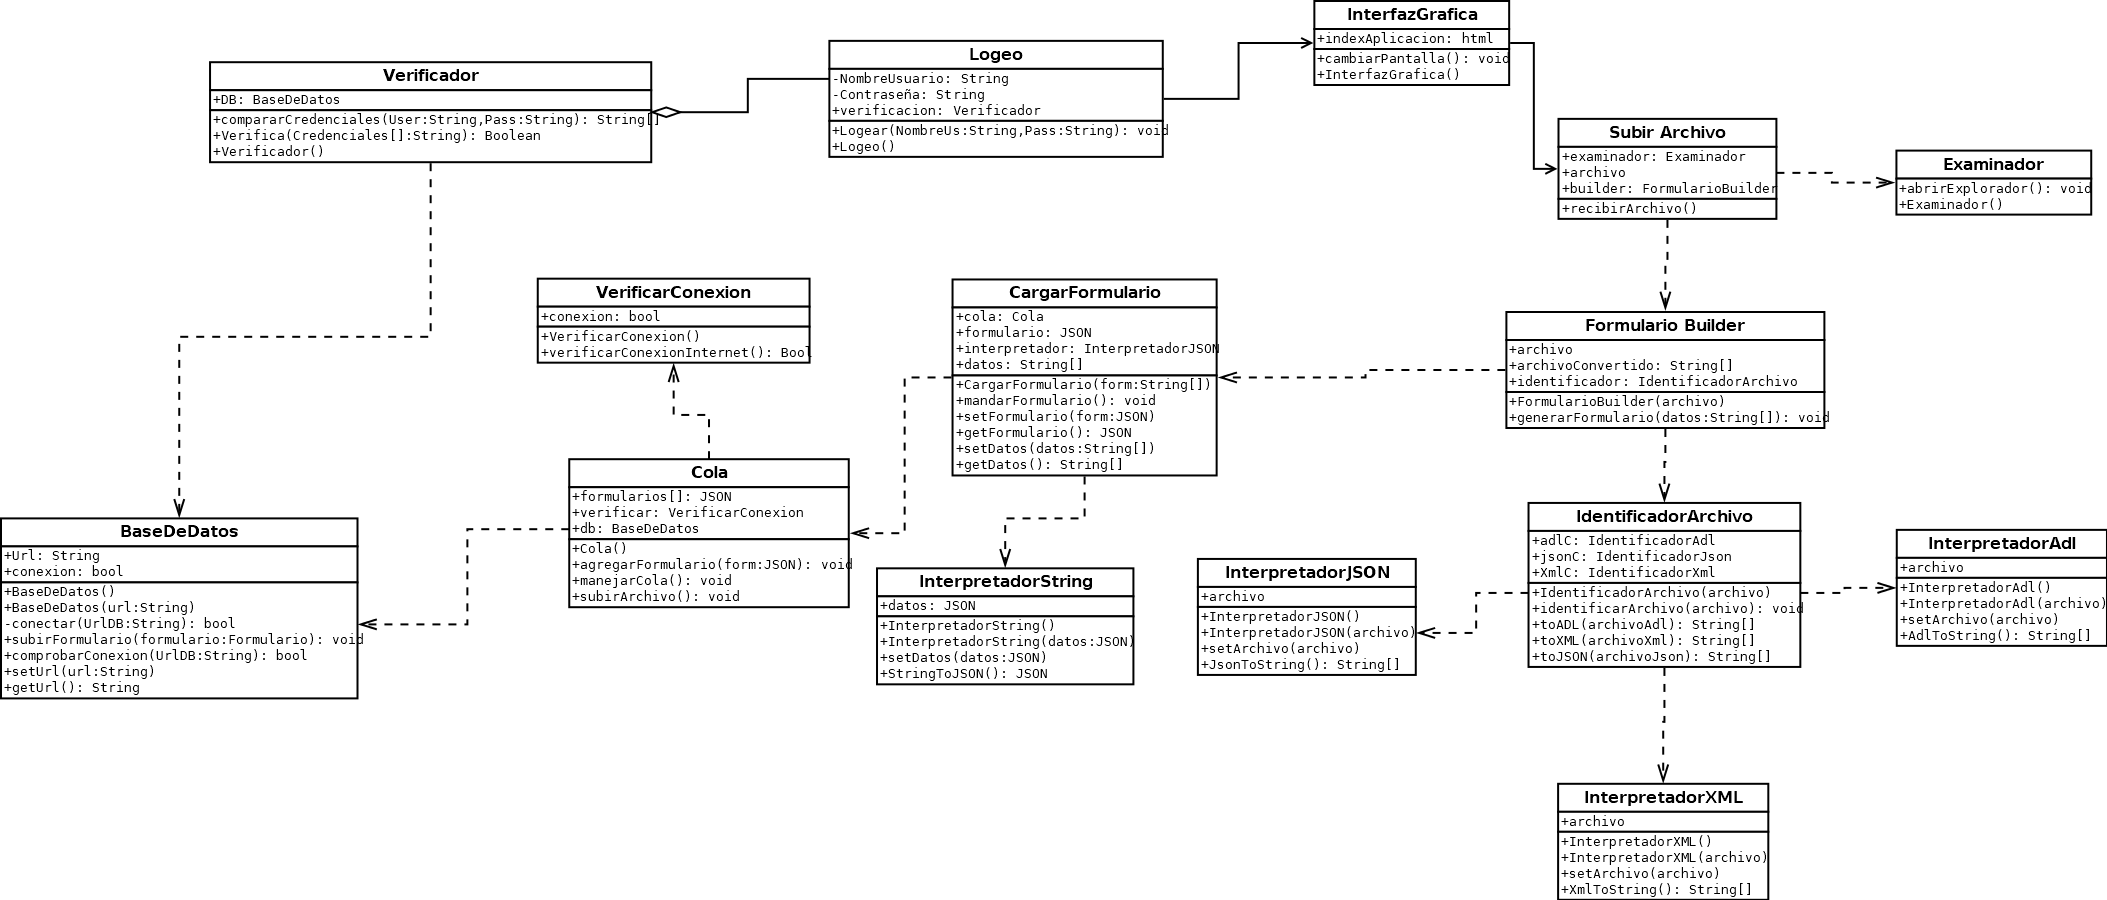 InterfazGrafica
+indexAplicacion: html
+cambiarPantalla(): void
+InterfazGrafica()
Logeo
-NombreUsuario: String
-Contraseña: String
+verificacion: Verificador
+Logear(NombreUs:String,Pass:String): void
+Logeo()
Verificador
+DB: BaseDeDatos
+compararCredenciales(User:String,Pass:String): String[]
+Verifica(Credenciales[]:String): Boolean
+Verificador()
Subir Archivo
+examinador: Examinador
+archivo
+builder: FormularioBuilder
+recibirArchivo()
Examinador
+abrirExplorador(): void
+Examinador()
VerificarConexion
+conexion: bool
+VerificarConexion()
+verificarConexionInternet(): Bool
CargarFormulario
+cola: Cola
+formulario: JSON
+interpretador: InterpretadorJSON
+datos: String[]
+CargarFormulario(form:String[])
+mandarFormulario(): void
+setFormulario(form:JSON)
+getFormulario(): JSON
+setDatos(datos:String[])
+getDatos(): String[]
Formulario Builder
+archivo
+archivoConvertido: String[]
+identificador: IdentificadorArchivo
+FormularioBuilder(archivo)
+generarFormulario(datos:String[]): void
Cola
+formularios[]: JSON
+verificar: VerificarConexion
+db: BaseDeDatos
+Cola()
+agregarFormulario(form:JSON): void
+manejarCola(): void
+subirArchivo(): void
BaseDeDatos
+Url: String
+conexion: bool
+BaseDeDatos()
+BaseDeDatos(url:String)
-conectar(UrlDB:String): bool
+subirFormulario(formulario:Formulario): void
+comprobarConexion(UrlDB:String): bool
+setUrl(url:String)
+getUrl(): String
InterpretadorString
+datos: JSON
+InterpretadorString()
+InterpretadorString(datos:JSON)
+setDatos(datos:JSON)
+StringToJSON(): JSON
InterpretadorJSON
+archivo
+InterpretadorJSON()
+InterpretadorJSON(archivo)
+setArchivo(archivo)
+JsonToString(): String[]
IdentificadorArchivo
+adlC: IdentificadorAdl
+jsonC: IdentificadorJson
+XmlC: IdentificadorXml
+IdentificadorArchivo(archivo)
+identificarArchivo(archivo): void
+toADL(archivoAdl): String[]
+toXML(archivoXml): String[]
+toJSON(archivoJson): String[]
InterpretadorAdl
+archivo
+InterpretadorAdl()
+InterpretadorAdl(archivo)
+setArchivo(archivo)
+AdlToString(): String[]
InterpretadorXML
+archivo
+InterpretadorXML()
+InterpretadorXML(archivo)
+setArchivo(archivo)
+XmlToString(): String[]